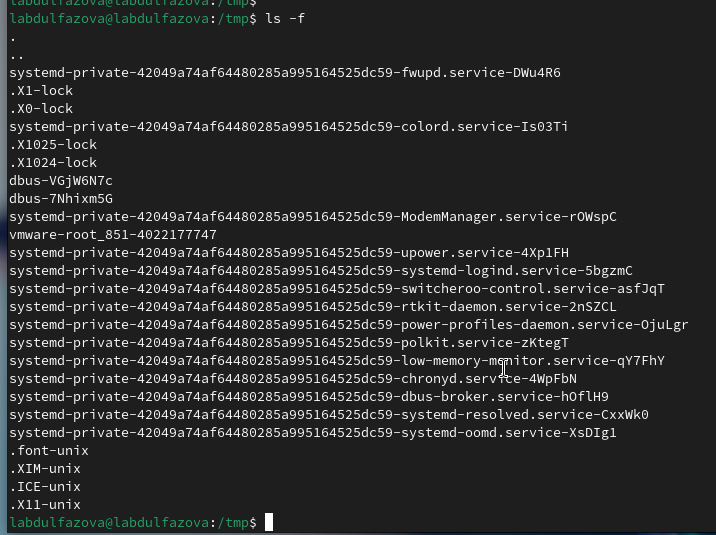 labdulfazova@labdulfazova:/tmp$
labdulfazova@labdulfazova:/tmp$ ls -f
.
..
systemd-private-42049a74af64480285a995164525dc59-fwupd.service-DWu4R6
.X1-lock
.X0-lock
systemd-private-42049a74af64480285a995164525dc59-colord.service-Is03Ti
.X1025-lock
.X1024-lock
dbus-VGjW6N7c
dbus-7Nhixm5G
systemd-private-42049a74af64480285a995164525dc59-ModemManager.service-rOWspC
vmware-root_851-4022177747
systemd-private-42049a74af64480285a995164525dc59-upower.service-4Xp1FH
systemd-private-42049a74af64480285a995164525dc59-systemd-logind.service-5bgzmC
systemd-private-42049a74af64480285a995164525dc59-switcheroo-control.service-asfJqT
systemd-private-42049a74af64480285a995164525dc59-rtkit-daemon.service-2nSZCL
systemd-private-42049a74af64480285a995164525dc59-power-profiles-daemon.service-OjuLgr
systemd-private-42049a74af64480285a995164525dc59-polkit.service-zKtegT
systemd-private-42049a74af64480285a995164525dc59-low-memory-monitor.service-qY7FhY
systemd-private-42049a74af64480285a995164525dc59-chronyd.service-4WpFbN
systemd-private-42049a74af64480285a995164525dc59-dbus-broker.service-hOflH9
systemd-private-42049a74af64480285a995164525dc59-systemd-resolved.service-CxxWk0
systemd-private-42049a74af64480285a995164525dc59-systemd-oomd.service-XsDIg1
.font-unix
.XIM-unix
.ICE-unix
.X11-unix
labdulfazova@labdulfazova:/tmp$